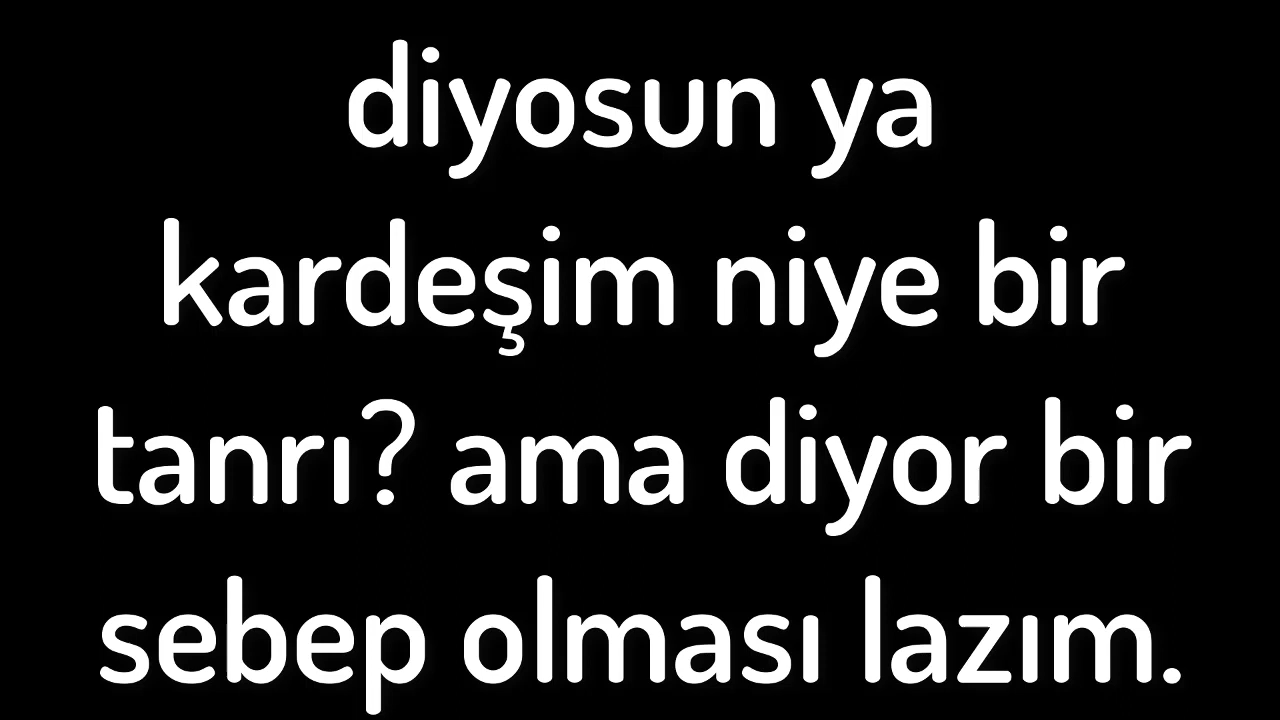 diyosun ya
kardeşim niye bir
tanrı? ama diyor bir
sebep olması lazım.